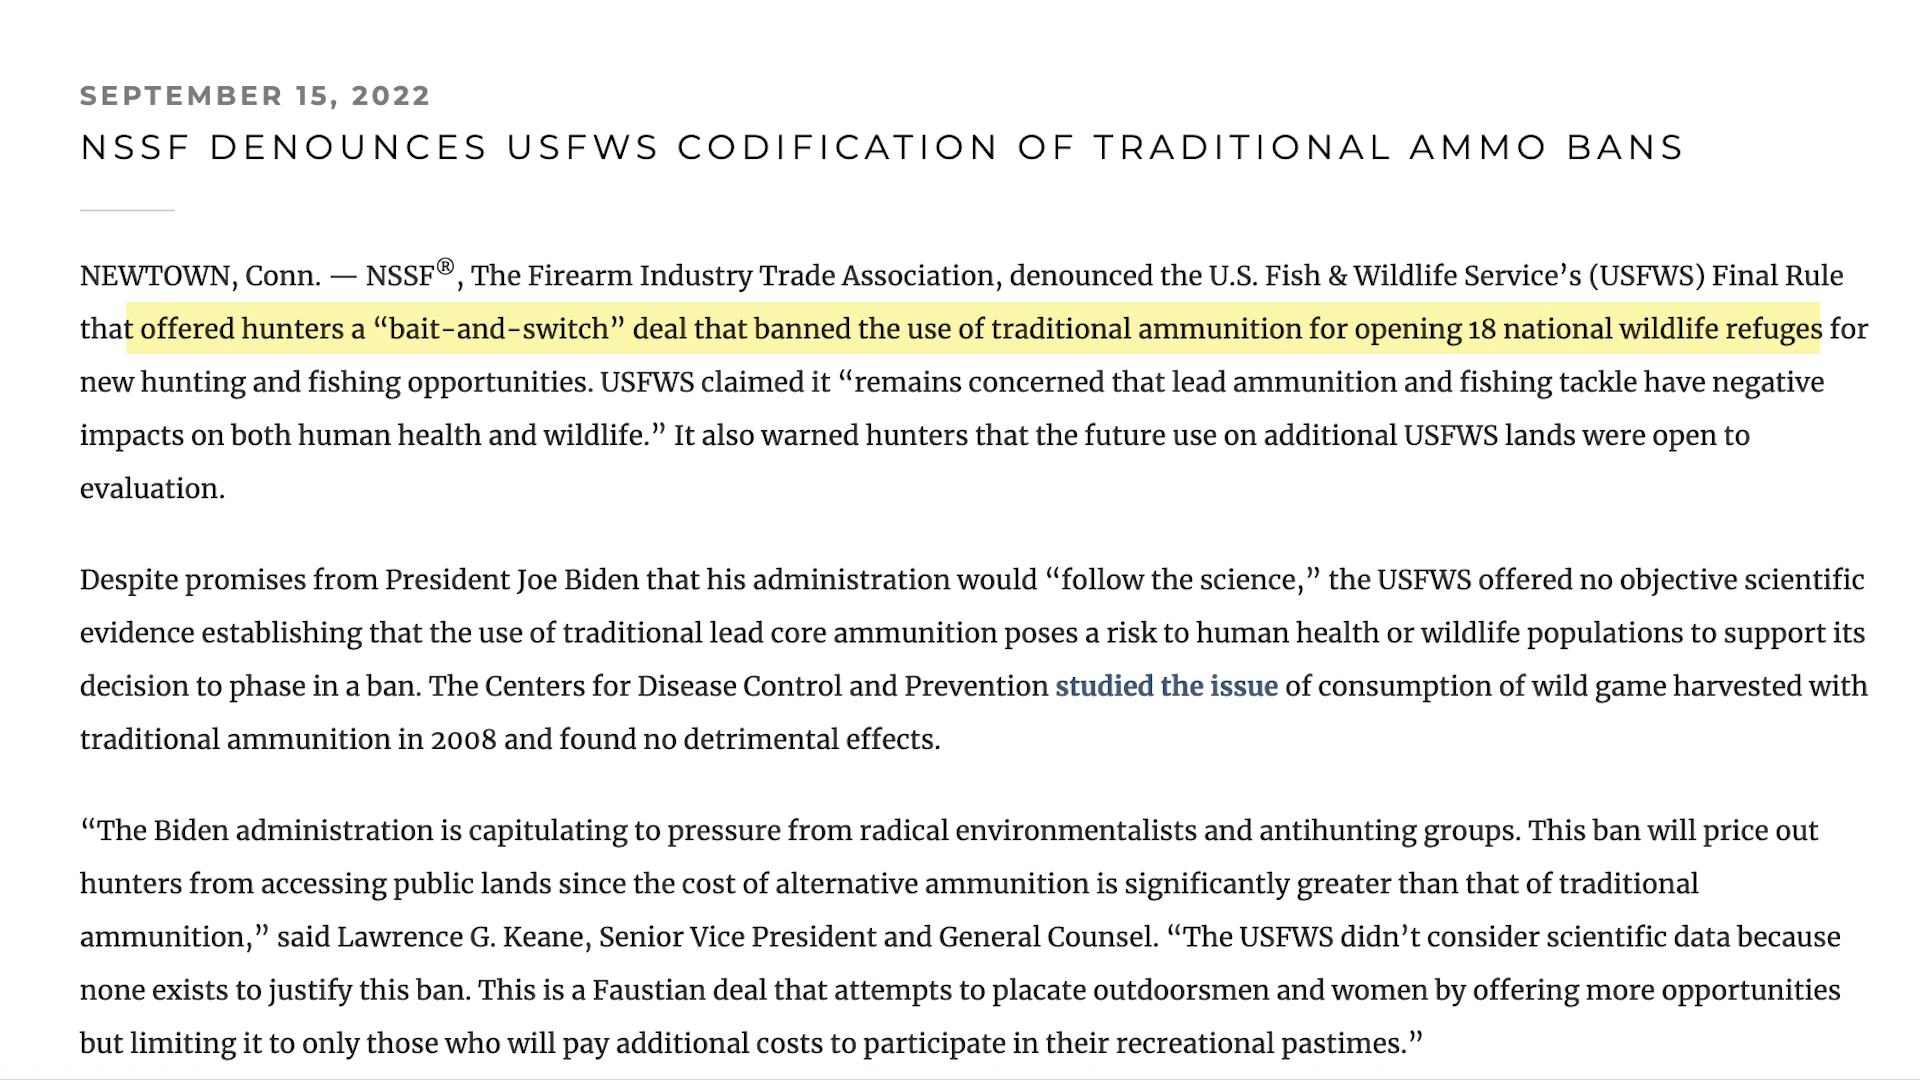 SEPTEMBER 15, 2022
NSSF DENOUNCES USFWS CODIFICATION OF TRADITIONAL AMMO BANS
NEWTOWN, Conn. — NSSF®, The Firearm Industry Trade Association, denounced the U.S. Fish & Wildlife Service’s (USFWS) Final Rule
that offered hunters a “bait-and-switch” deal that banned the use of traditional ammunition for opening 18 national wildlife refuges for
new hunting and fishing opportunities. USFWS claimed it “remains concerned that lead ammunition and fishing tackle have negative
impacts on both human health and wildlife.” It also warned hunters that the future use on additional USFWS lands were open to
evaluation.
Despite promises from President Joe Biden that his administration would “follow the science,” the USFWS offered no objective scientific
evidence establishing that the use of traditional lead core ammunition poses a risk to human health or wildlife populations to support its
decision to phase in a ban. The Centers for Disease Control and Prevention studied the issue of consumption of wild game harvested with
traditional ammunition in 2008 and found no detrimental effects.
“The Biden administration is capitulating to pressure from radical environmentalists and antihunting groups. This ban will price out
hunters from accessing public lands since the cost of alternative ammunition is significantly greater than that of traditional
ammunition,” said Lawrence G. Keane, Senior Vice President and General Counsel. “The USFWS didn’t consider scientific data because
none exists to justify this ban. This is a Faustian deal that attempts to placate outdoorsmen and women by offering more opportunities
but limiting it to only those who will pay additional costs to participate in their recreational pastimes.”